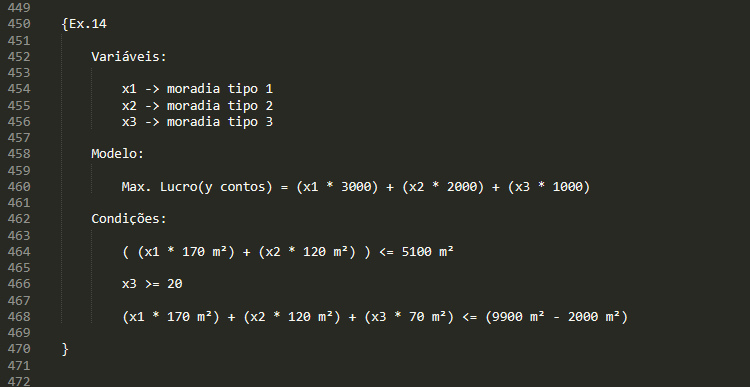 449
450 {Ex.14
451
452 Variáveis:
453
454 x1 -> moradia tipo 1
455 x2 -> moradia tipo 2
456 x3 -> moradia tipo 3
457
458 Modelo:
459
460 Max. Lucro(y contos) = (x1 * 3000) + (x2 * 2000) + (x3 * 1000)
461
462 Condições:
463
464 ( (x1 * 170 m²) + (x2 * 120 m²) ) <= 5100 m²
465
466 x3 >= 20
467
468 (x1 * 170 m²) + (x2 * 120 m²) + (x3 * 70 m²) <= (9900 m² - 2000 m²)
469
470 }
471
472